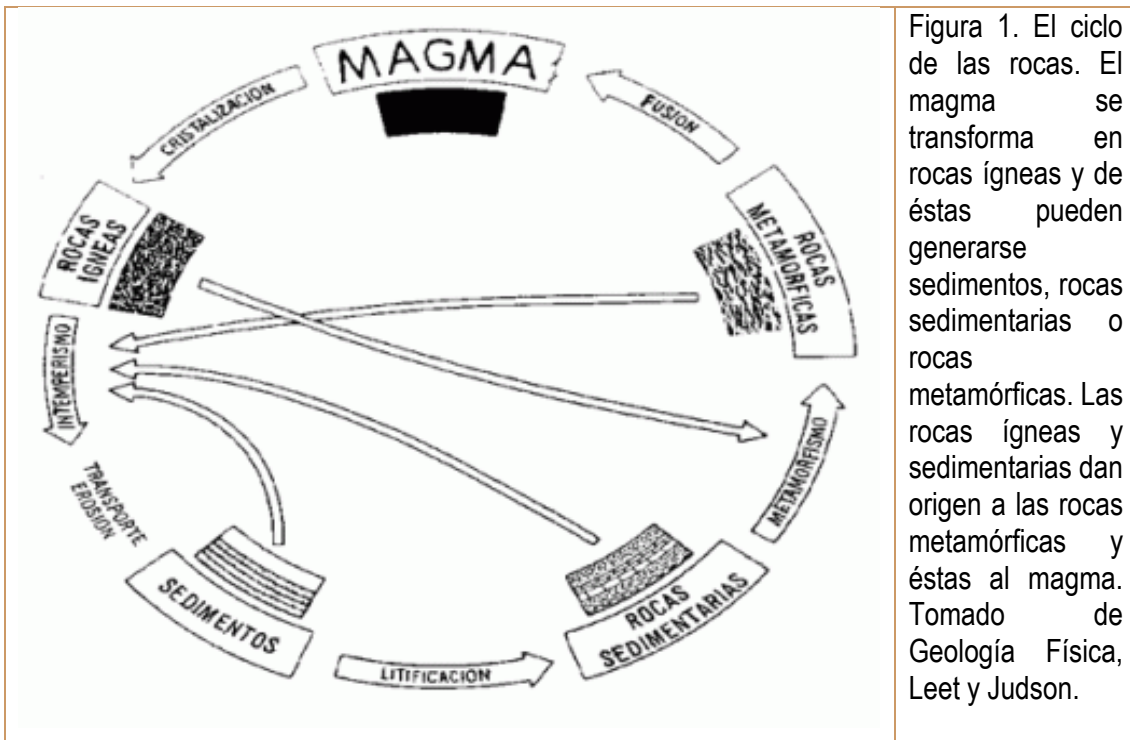 MAGMA
CRISTALIZACION
FUSION
ROCAS
IGNEAS
ROCAS
METAMORFICAS
INTEMPERISMO
METAMORFISMO
TRANSPORTE
EROSION
SEDIMENTOS
ROCAS
SEDIMENTARIAS
LITIFICACION
Figura 1. El ciclo
de las rocas. El
magma se
transforma en
rocas ígneas y de
éstas pueden
generarse
sedimentos, rocas
sedimentarias o
rocas
metamórficas. Las
rocas ígneas y
sedimentarias dan
origen a las rocas
metamórficas y
éstas al magma.
Tomado de
Geología Física,
Leet y Judson.